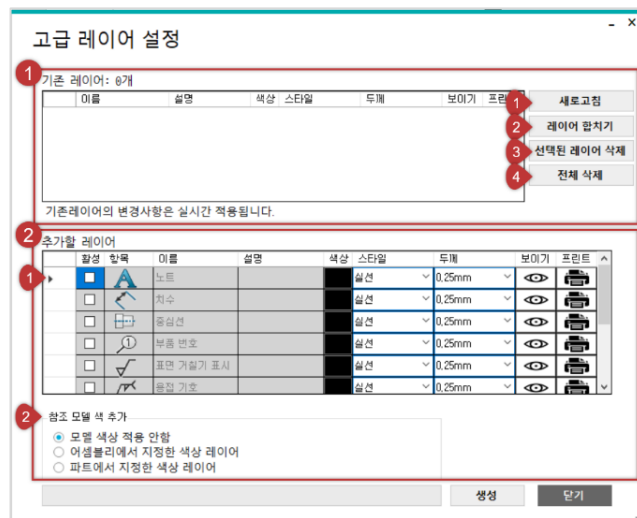 고급 레이어 설정
1
기존 레이어: 0개
이름 설명 색상 스타일 두께 보이기
1 새로고침
2 레이어 합치기
3 선택된 레이어 삭제
4 전체 삭제
기존레이어의 변경사항은 실시간 적용됩니다.
2
추가할 레이어
활성 항목 이름 설명 색상 스타일 두께 보이기 프린트
1 노트 실선 0,25mm
치수 실선 0,25mm
중심선 실선 0,25mm
부품 번호 실선 0,25mm
표면 거칠기 표시 실선 0,25mm
용접 기호 실선 0,25mm
2 참조 모델 색 추가
모델 색상 적용 안함
어셈블리에서 지정한 색상 레이어
파트에서 지정한 색상 레이어
생성 닫기